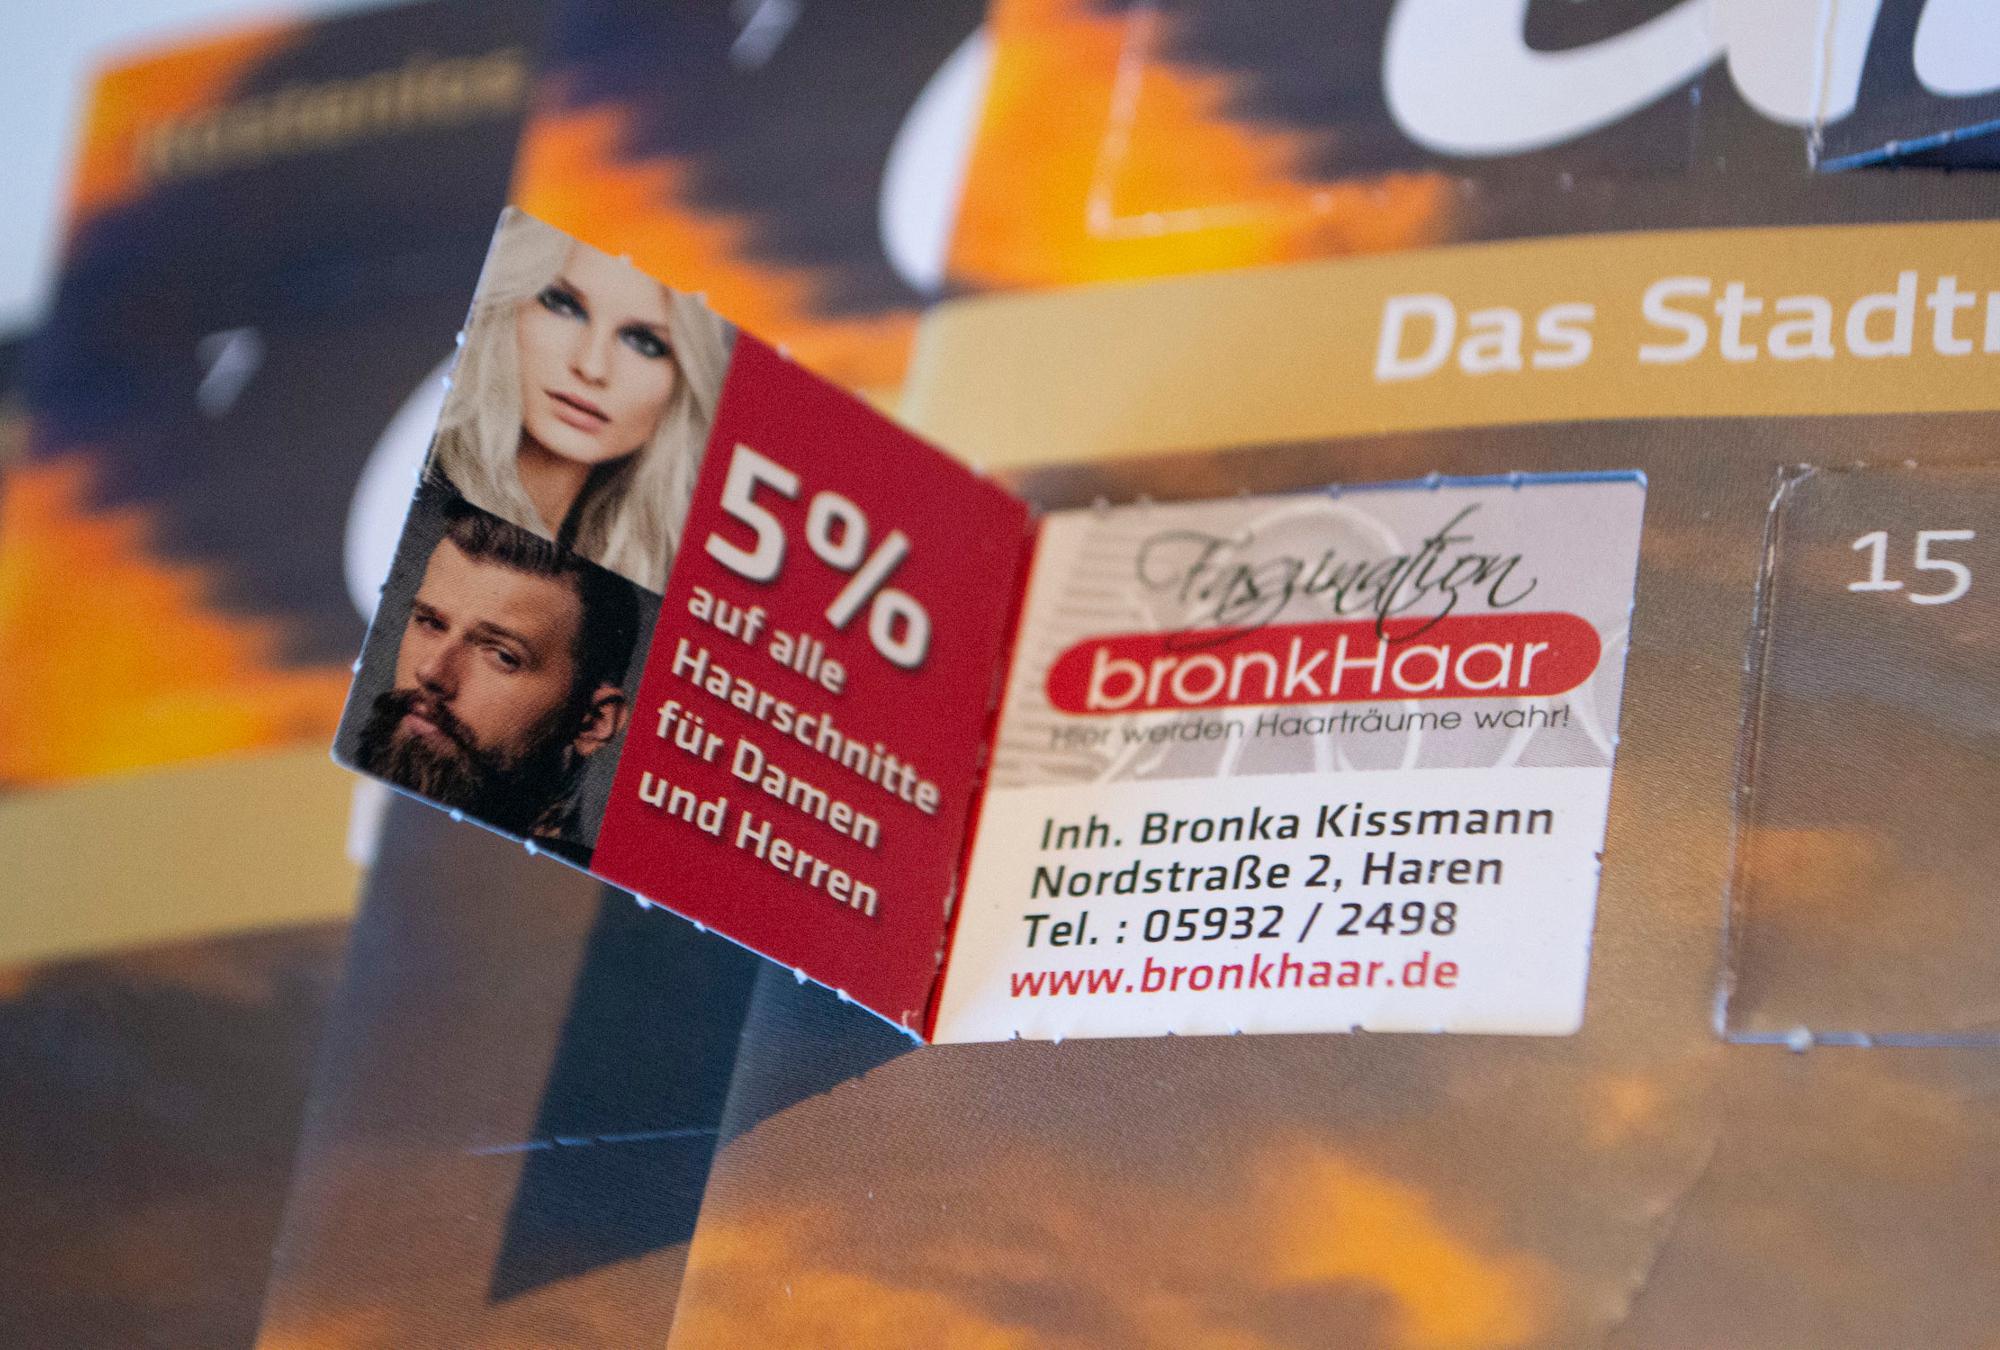 Das Stadt
5%
auf alle
Haarschnitte
für Damen
und Herren
Faszination
bronkHaar
Hier werden Haarträume wahr!
Inh. Bronka Kissmann
Nordstraße 2, Haren
Tel. : 05932 / 2498
www.bronkhaar.de
15